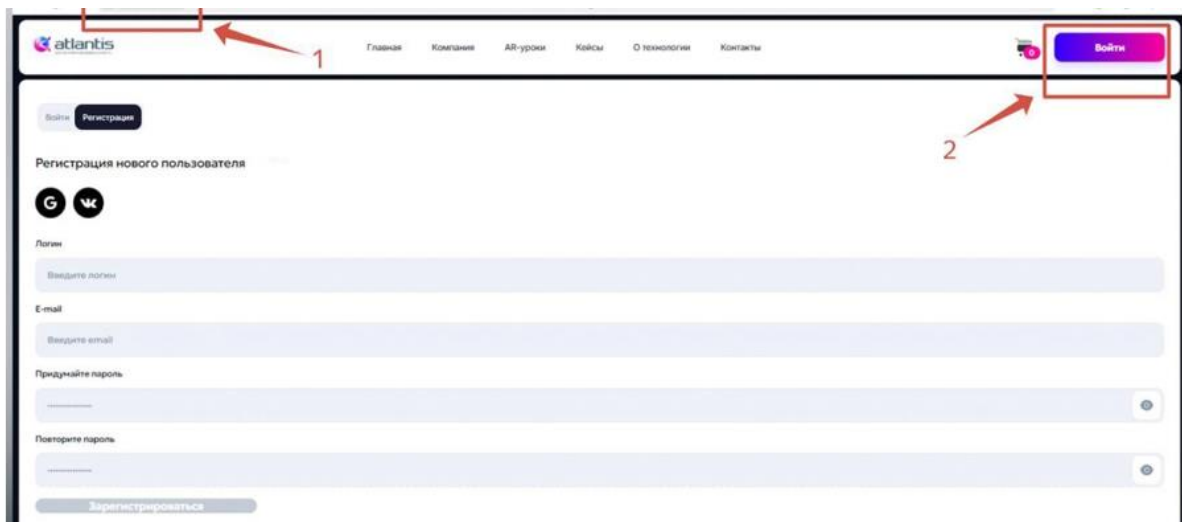 atlantis
Главная Компания AR-уроки Кейсы О технологии Контакты
0
Войти
1
2
Войти Регистрация
Регистрация нового пользователя
G
Логин
Введите логин
E-mail
Введите email
Придумайте пароль
Повторите пароль
Зарегистрироваться